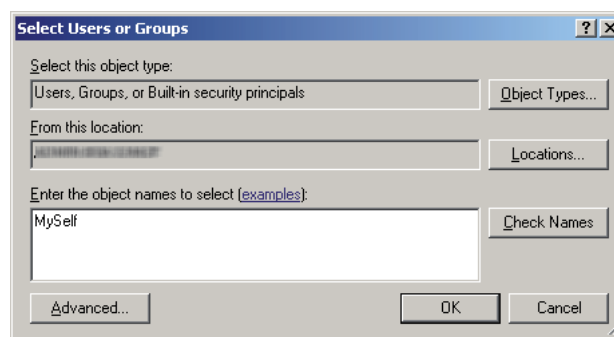 Select Users or Groups
Select this object type:
Users, Groups, or Built-in security principals
Object Types...
From this location:
Locations...
Enter the object names to select (examples):
MySelf
Check Names
Advanced...
OK
Cancel